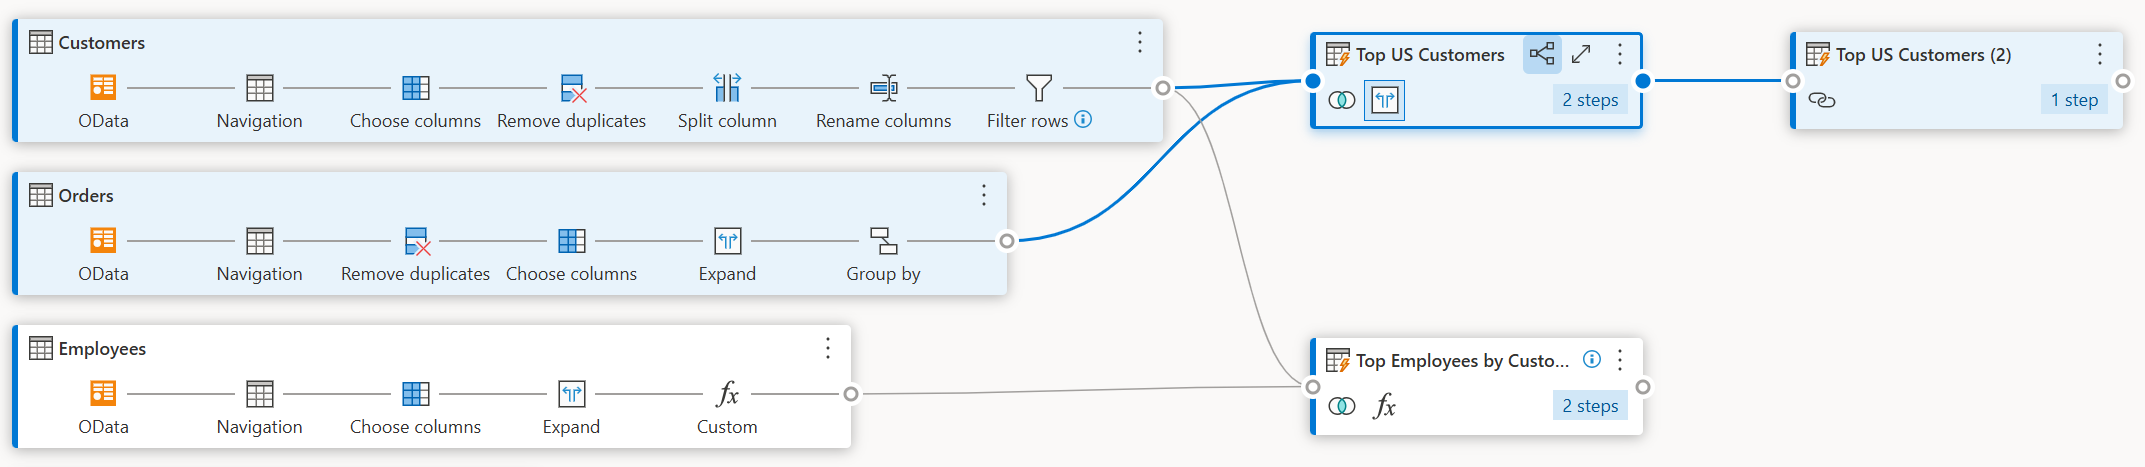 Customers
OData Navigation Choose columns Remove duplicates Split column Rename columns Filter rows
Orders
OData Navigation Remove duplicates Choose columns Expand Group by
Employees
OData Navigation Choose columns Expand Custom
Top US Customers
2 steps
Top US Customers (2)
1 step
Top Employees by Custo...
fx
2 steps